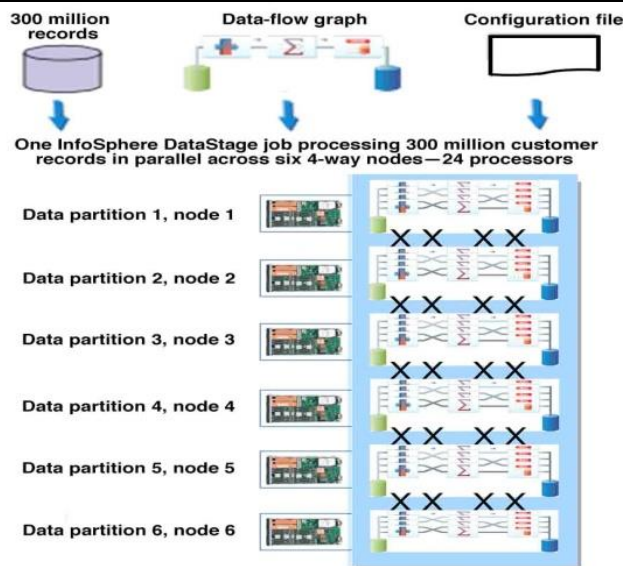 300 million
records
Data-flow graph
Configuration file
One InfoSphere DataStage job processing 300 million customer
records in parallel across six 4-way nodes—24 processors
Data partition 1, node 1
Data partition 2, node 2
Data partition 3, node 3
Data partition 4, node 4
Data partition 5, node 5
Data partition 6, node 6